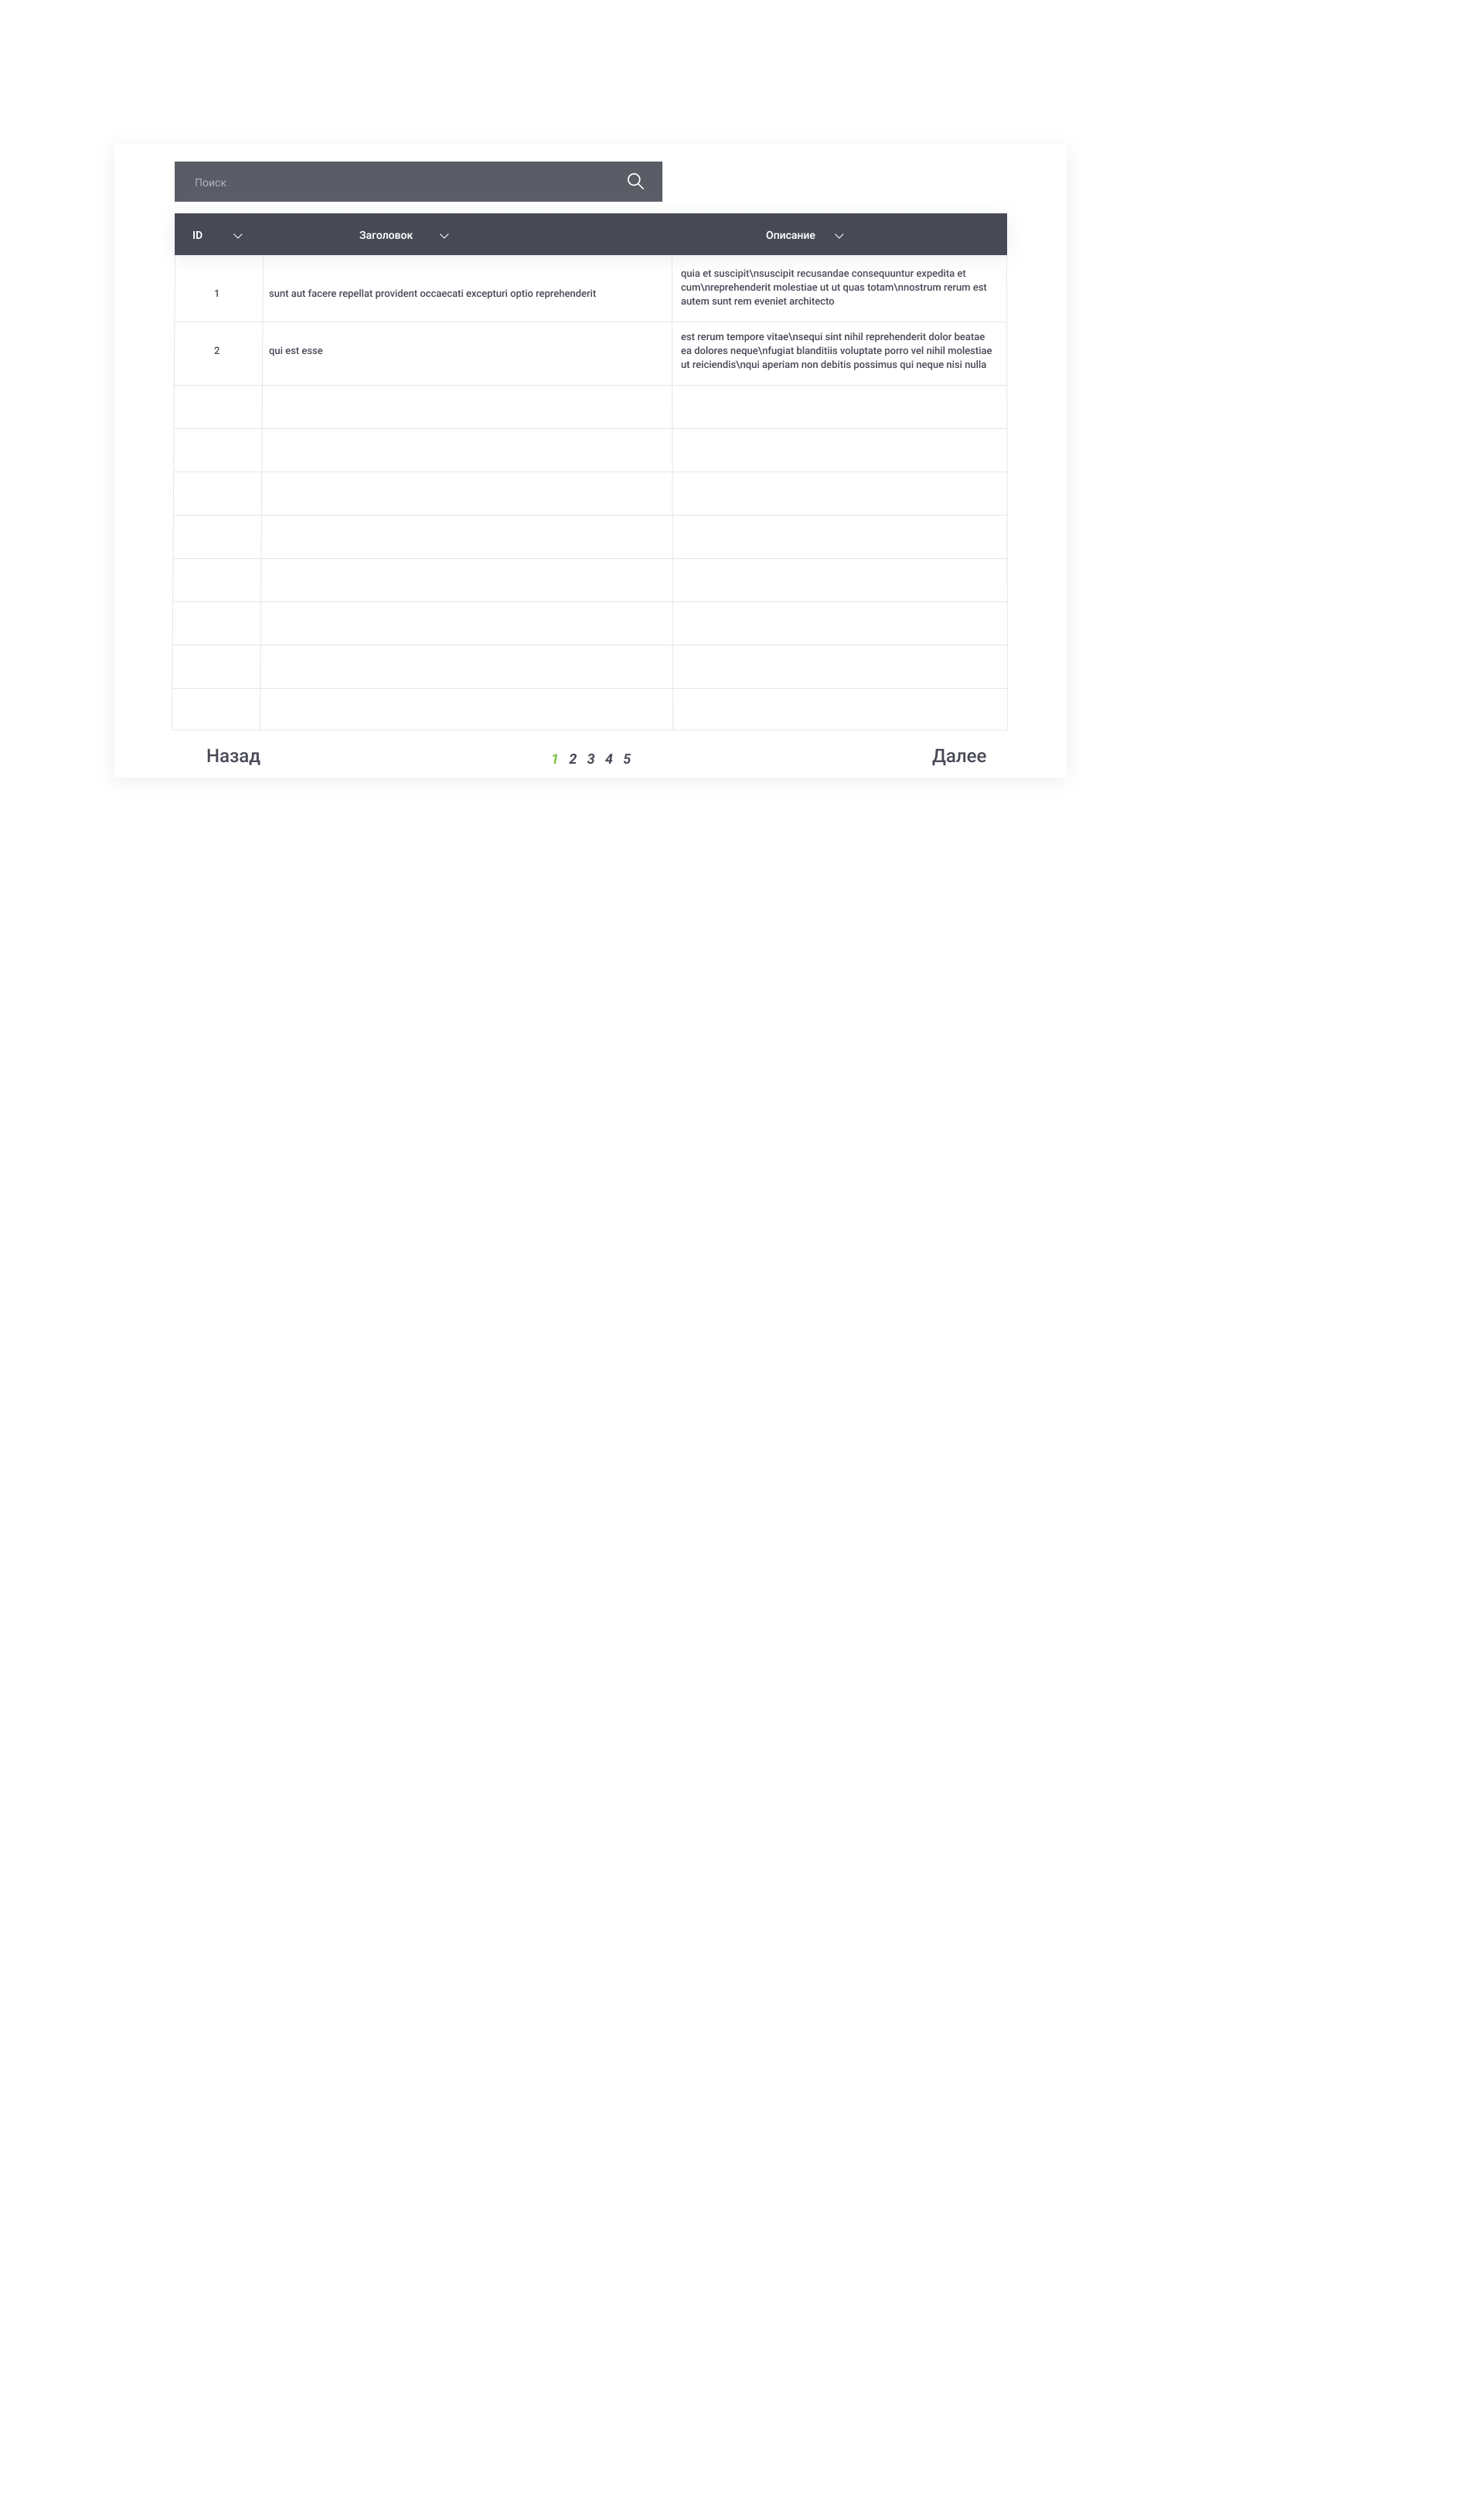 Поиск
ID Заголовок Описание
1 sunt aut facere repellat provident occaecati excepturi optio reprehenderit
quia et suscipit\nsuscipit recusandae consequuntur expedita et
cum\nreprehenderit molestiae ut ut quas totam\nnostrum rerum est
autem sunt rem eveniet architecto
2 qui est esse
est rerum tempore vitae\nsequi sint nihil reprehenderit dolor beatae
ea dolores neque\nfugiat blanditiis voluptate porro vel nihil molestiae
ut reiciendis\nqui aperiam non debitis possimus qui neque nisi nulla
Назад 1 2 3 4 5 Далее